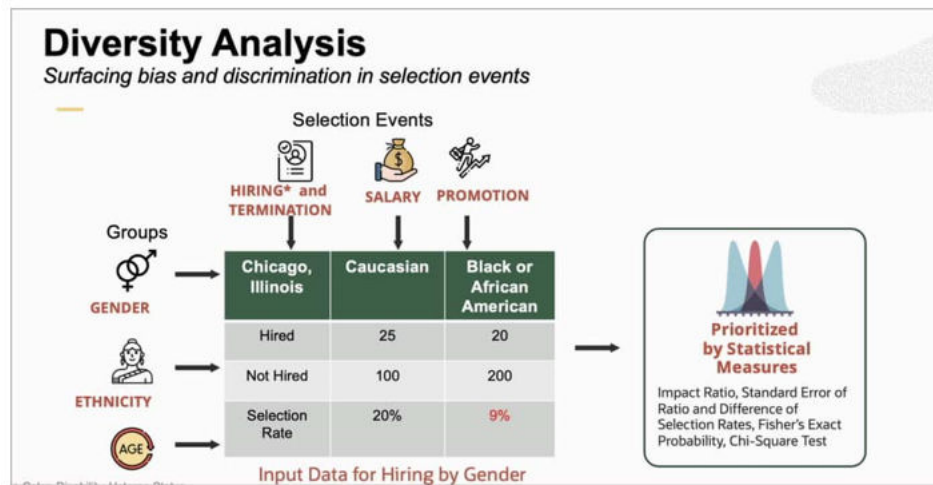 Diversity Analysis
Surfacing bias and discrimination in selection events
Selection Events
HIRING* and
TERMINATION
SALARY
PROMOTION
Groups
GENDER
ETHNICITY
AGE
Chicago,
Illinois
Caucasian
Black or
African
American
Hired
25
20
Not Hired
100
200
Selection
Rate
20%
9%
Input Data for Hiring by Gender
Prioritized
by Statistical
Measures
Impact Ratio, Standard Error of
Ratio and Difference of
Selection Rates, Fisher's Exact
Probability, Chi-Square Test
$